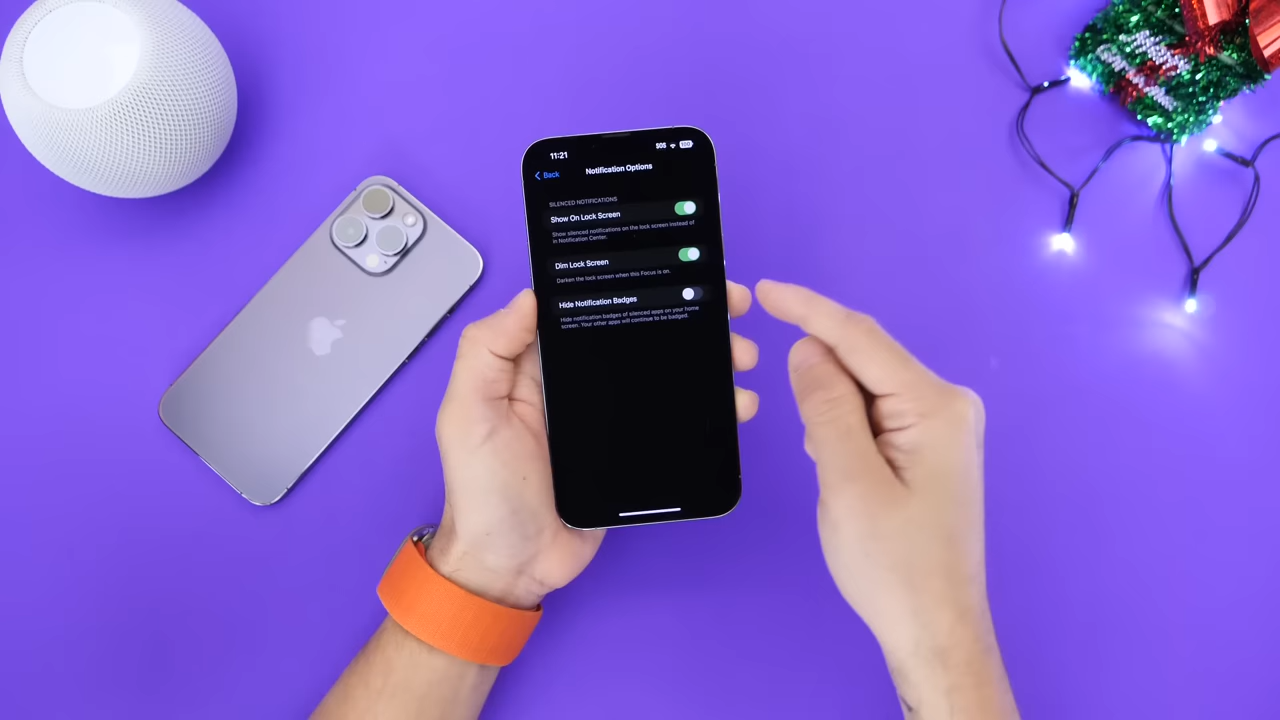 11:21
SOS
100
Back
Notification Options
SILENCED NOTIFICATIONS
Show On Lock Screen
Show silenced notifications on the lock screen instead of
in Notification Center.
Dim Lock Screen
Darken the lock screen when this Focus is on.
Hide Notification Badges
Hide notification badges of silenced apps on your home
screen. Your other apps will continue to be badged.